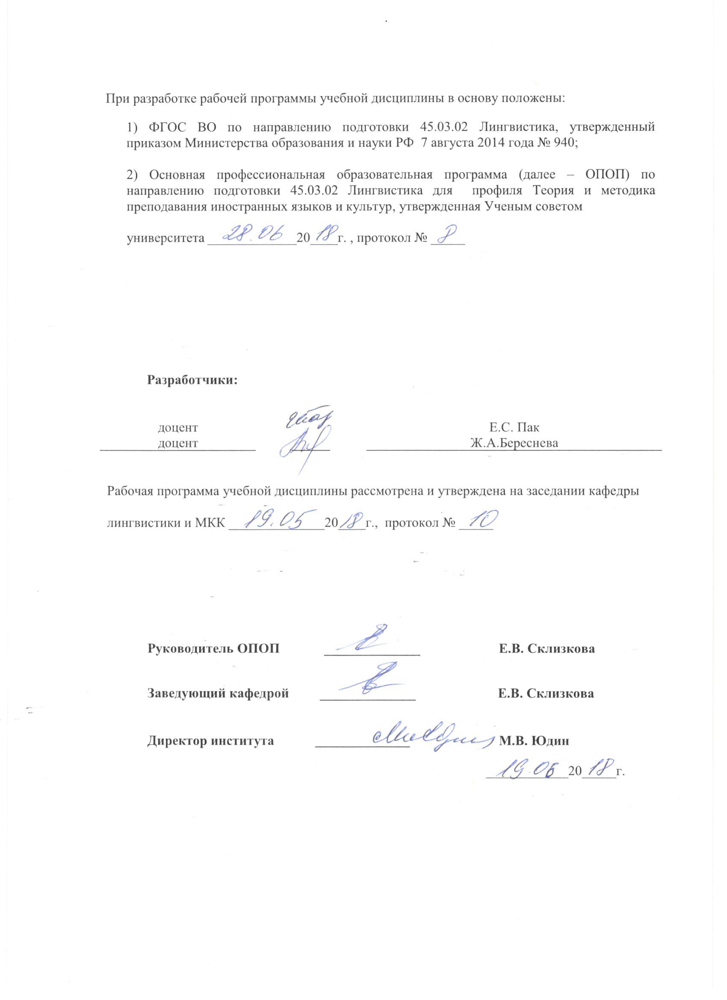 При разработке рабочей программы учебной дисциплины в основу положены:
1) ФГОС ВО по направлению подготовки 45.03.02 Лингвистика, утвержденный
приказом Министерства образования и науки РФ 7 августа 2014 года № 940;
2) Основная профессиональная образовательная программа (далее – ОПОП) по
направлению подготовки 45.03.02 Лингвистика для профиля Теория и методика
преподавания иностранных языков и культур, утвержденная Ученым советом
университета 28.06 2018 г. , протокол № 8
Разработчики:
доцент Е.С. Пак
доцент Ж.А.Береснева
Рабочая программа учебной дисциплины рассмотрена и утверждена на заседании кафедры
лингвистики и МКК 19.05 2018 г., протокол № 10
Руководитель ОПОП Е.В. Склизкова
Заведующий кафедрой Е.В. Склизкова
Директор института М.В. Юдин
19.06 2018 г.